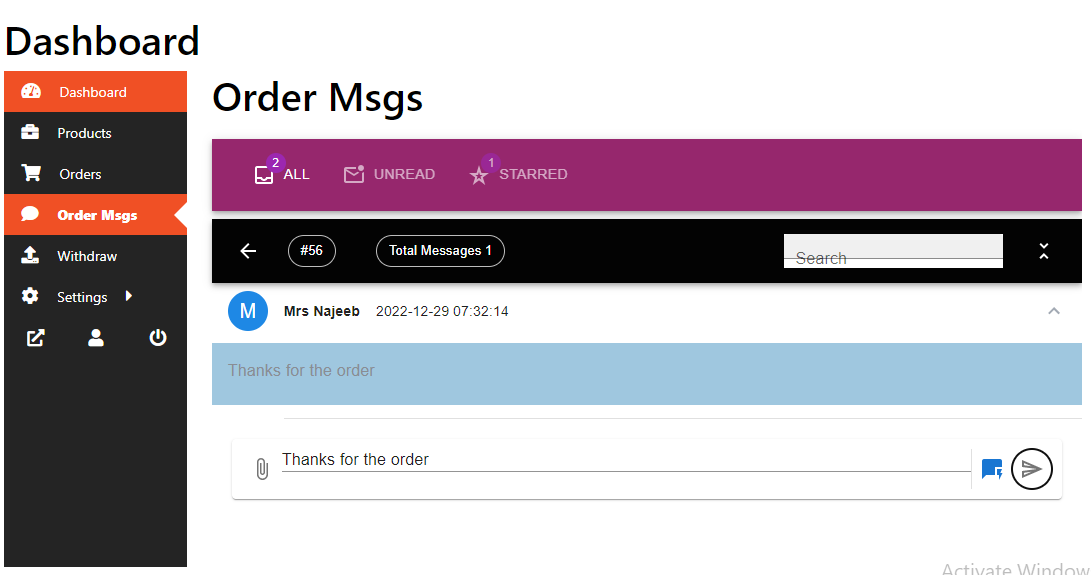 Dashboard
Dashboard
Products
Orders
Order Msgs
Withdraw
Settings
Order Msgs
2
ALL
UNREAD
1
STARRED
#56
Total Messages 1
Search
M
Mrs Najeeb 2022-12-29 07:32:14
Thanks for the order
Thanks for the order
Activate Window